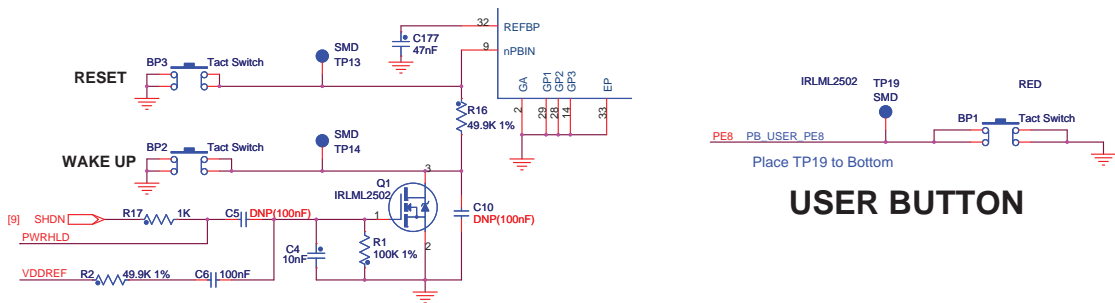 32
REFBP
C177
47nF
9
nPBIN
SMD
TP13
BP3
Tact Switch
RESET
GA
GP1
GP2
GP3
EP
2
29
28
14
33
R16
49.9K 1%
SMD
TP14
BP2
Tact Switch
WAKE UP
3
Q1
IRLML2502
1
2
C10
DNP(100nF)
[9]
SHDN
R17
1K
C5
DNP(100nF)
PWRHLD
C4
10nF
R1
100K 1%
VDDREF
R2
49.9K 1%
C6
100nF
IRLML2502
TP19
SMD
RED
BP1
Tact Switch
PE8
PB_USER_PE8
Place TP19 to Bottom
USER BUTTON